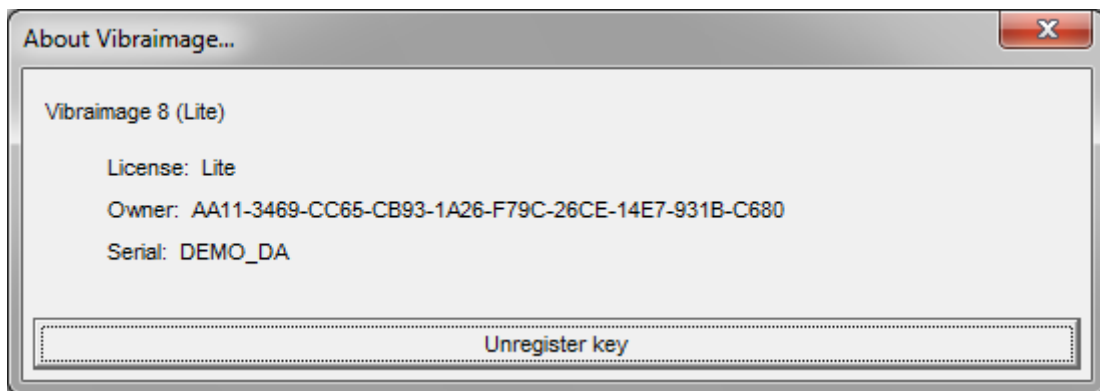 About Vibraimage...
Vibraimage 8 (Lite)
License: Lite
Owner: AA11-3469-CC65-CB93-1A26-F79C-26CE-14E7-931B-C680
Serial: DEMO_DA
Unregister key